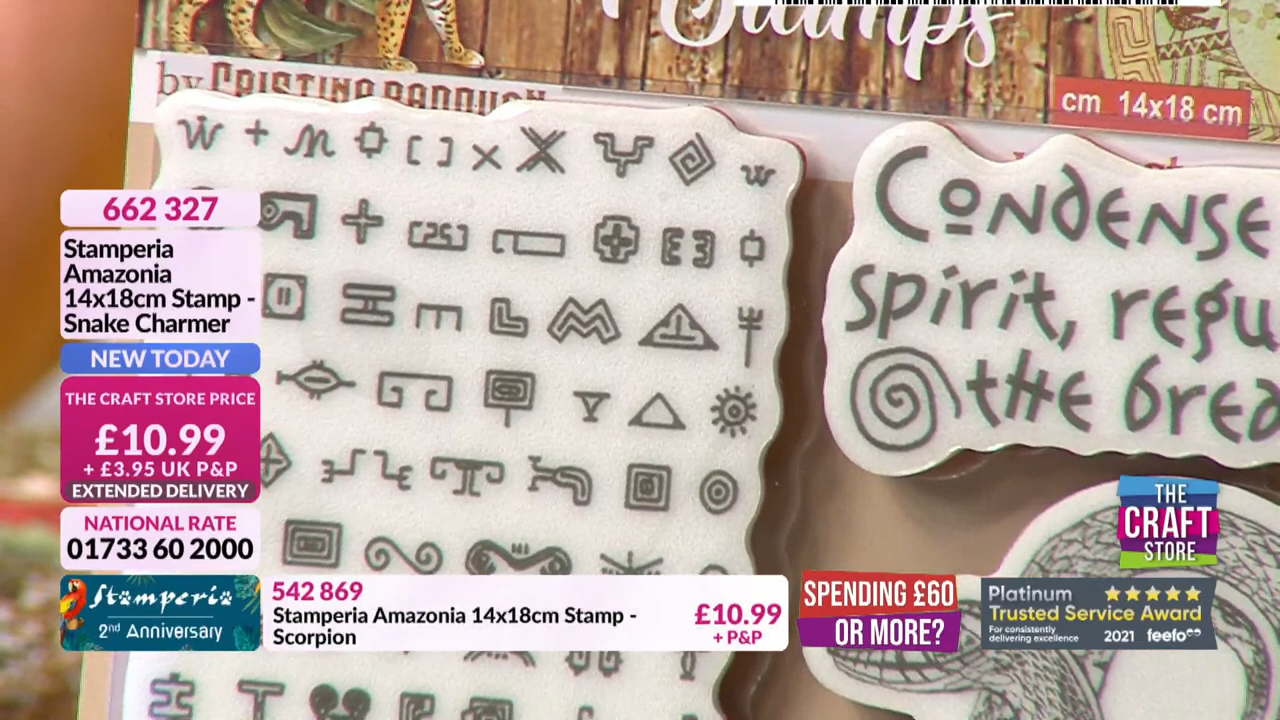 Stamps
by CRISTINA RADOVAN
cm 14x18 cm
CONDENSE
spirit, regu
the brea
662 327
Stamperia
Amazonia
14x18cm Stamp -
Snake Charmer
NEW TODAY
THE CRAFT STORE PRICE
£10.99
+ £3.95 UK P&P
EXTENDED DELIVERY
NATIONAL RATE
01733 60 2000
Stamperia
2nd Anniversary
542 869
Stamperia Amazonia 14x18cm Stamp -
Scorpion
£10.99
+ P&P
SPENDING £60
OR MORE?
THE
CRAFT
STORE
Platinum
Trusted Service Award
For consistently
delivering excellence
2021 feefo